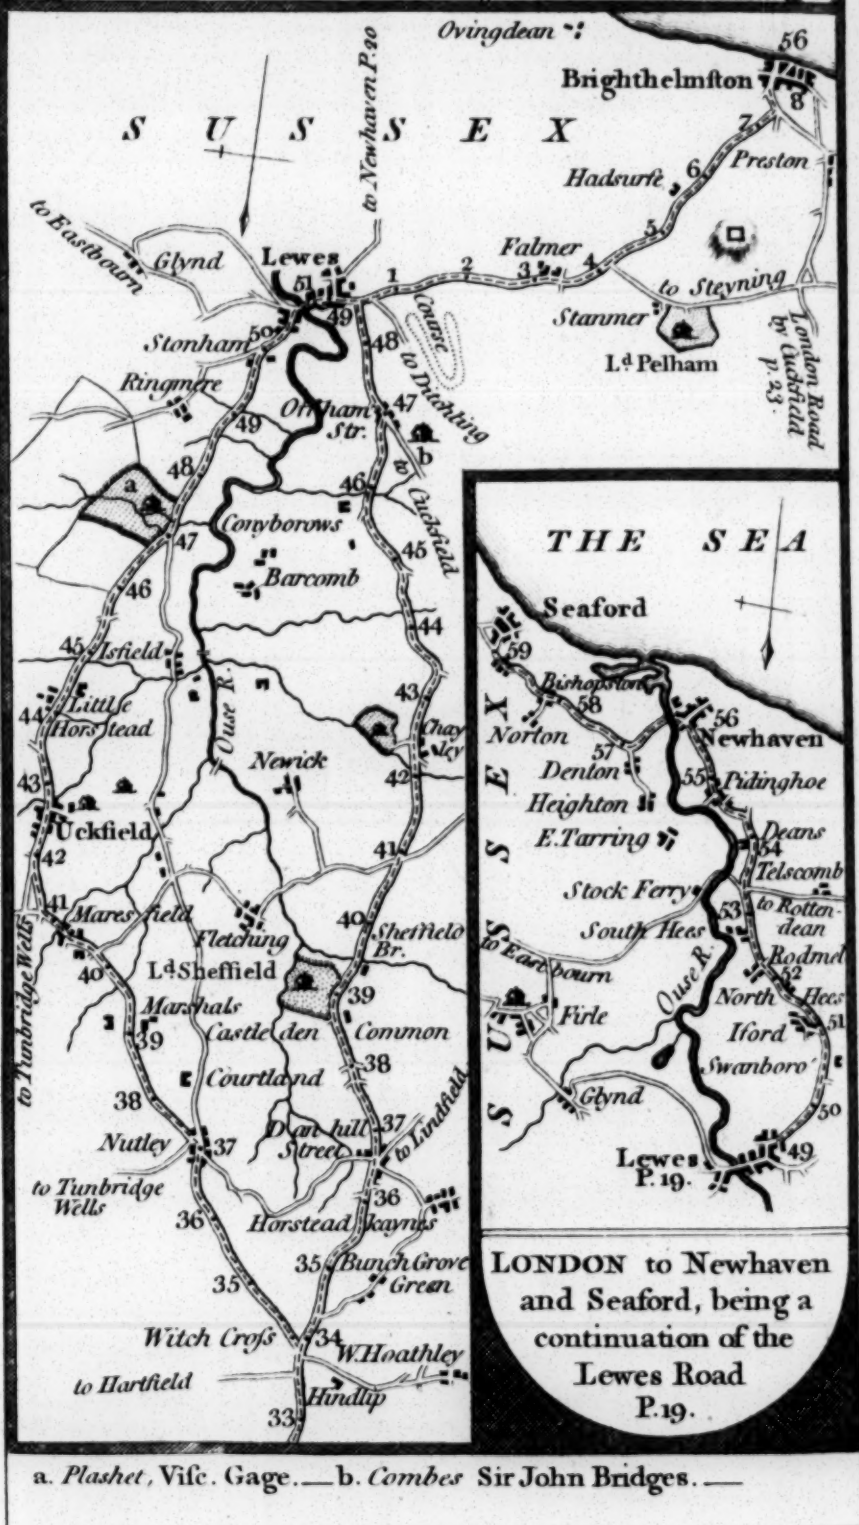 Ovingdean
56
Brighthelmston
8
to Newhaven P.20
SUSSEX
7
Preston
Hadsurfe
6
5
to Eastbourn
Glynd
Lewes
Falmer
1
2
3
4
to Steyning
51
49
Stanmer
Ld. Pelham
London Road
by Cuckfield
p. 23.
Course
to Ditchling
50
48
Stonham
Ringmere
49
Str.
47
b
to Cuckfield
48
a
46
47
Conyborows
45
46
Barcomb
44
45
Isfield
43
44
Little
Horstead
Ouse R.
Chayley
42
43
Newick
Uckfield
42
41
41
Maresfield
40
Sheffield
Br.
Fletching
40
Ld. Sheffield
39
to Tunbridge Wells
Marshals
39
Castleden
Common
38
38
Courtland
37
to Lindfield
Nutley
37
Danhill
Street
to Tunbridge
Wells
36
36
Horstead kaynes
35
35
Bunch Grove
Green
Witch Croſs
34
W. Hoathley
to Hartfield
Hindlip
33
THE SEA
Seaford
59
SUSSEX
Bishopston
58
56
Norton
Newhaven
57
Denton
55
Pidinghoe
Heighton
E. Tarring
Deans
54
Telscomb
Stock Ferry
53
to Rotten-
dean
South Hees
to Eastbourn
Rodmel
52
Ouse R.
North Hees
Firle
Iford
51
Swanboro'
Glynd
50
Lewes
P. 19.
49
LONDON to Newhaven
and Seaford, being a
continuation of the
Lewes Road
P. 19.
a. Plashet, Viſc. Gage.—b. Combes Sir John Bridges.—